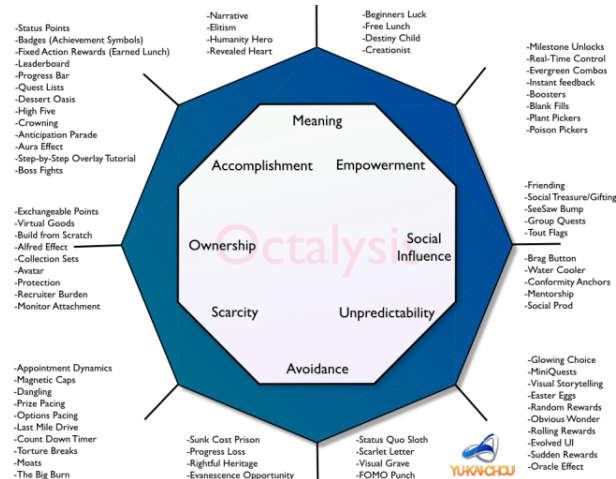 -Narrative
-Elitism
-Humanity Hero
-Revealed Heart
-Beginners Luck
-Free Lunch
-Destiny Child
-Creationist
-Status Points
-Badges (Achievement Symbols)
-Fixed Action Rewards (Earned Lunch)
-Leaderboard
-Progress Bar
-Quest Lists
-Dessert Oasis
-High Five
-Crowning
-Anticipation Parade
-Aura Effect
-Step-by-Step Overlay Tutorial
-Boss Fights
-Milestone Unlocks
-Real-Time Control
-Evergreen Combos
-Instant feedback
-Boosters
-Blank Fills
-Plant Pickers
-Poison Pickers
Meaning
Accomplishment
Empowerment
Ownership
Octalysis
Social
Influence
Scarcity
Unpredictability
Avoidance
-Exchangeable Points
-Virtual Goods
-Build from Scratch
-Alfred Effect
-Collection Sets
-Avatar
-Protection
-Recruiter Burden
-Monitor Attachment
-Friending
-Social Treasure/Gifting
-SeeSaw Bump
-Group Quests
-Tout Flags
-Brag Button
-Water Cooler
-Conformity Anchors
-Mentorship
-Social Prod
-Appointment Dynamics
-Magnetic Caps
-Dangling
-Prize Pacing
-Options Pacing
-Last Mile Drive
-Count Down Timer
-Torture Breaks
-Moats
-The Big Burn
-Sunk Cost Prison
-Progress Loss
-Rightful Heritage
-Evanescence Opportunity
-Status Quo Sloth
-Scarlet Letter
-Visual Grave
-FOMO Punch
-Glowing Choice
-MiniQuests
-Visual Storytelling
-Easter Eggs
-Random Rewards
-Obvious Wonder
-Rolling Rewards
-Evolved UI
-Sudden Rewards
-Oracle Effect
YUKAICHOU